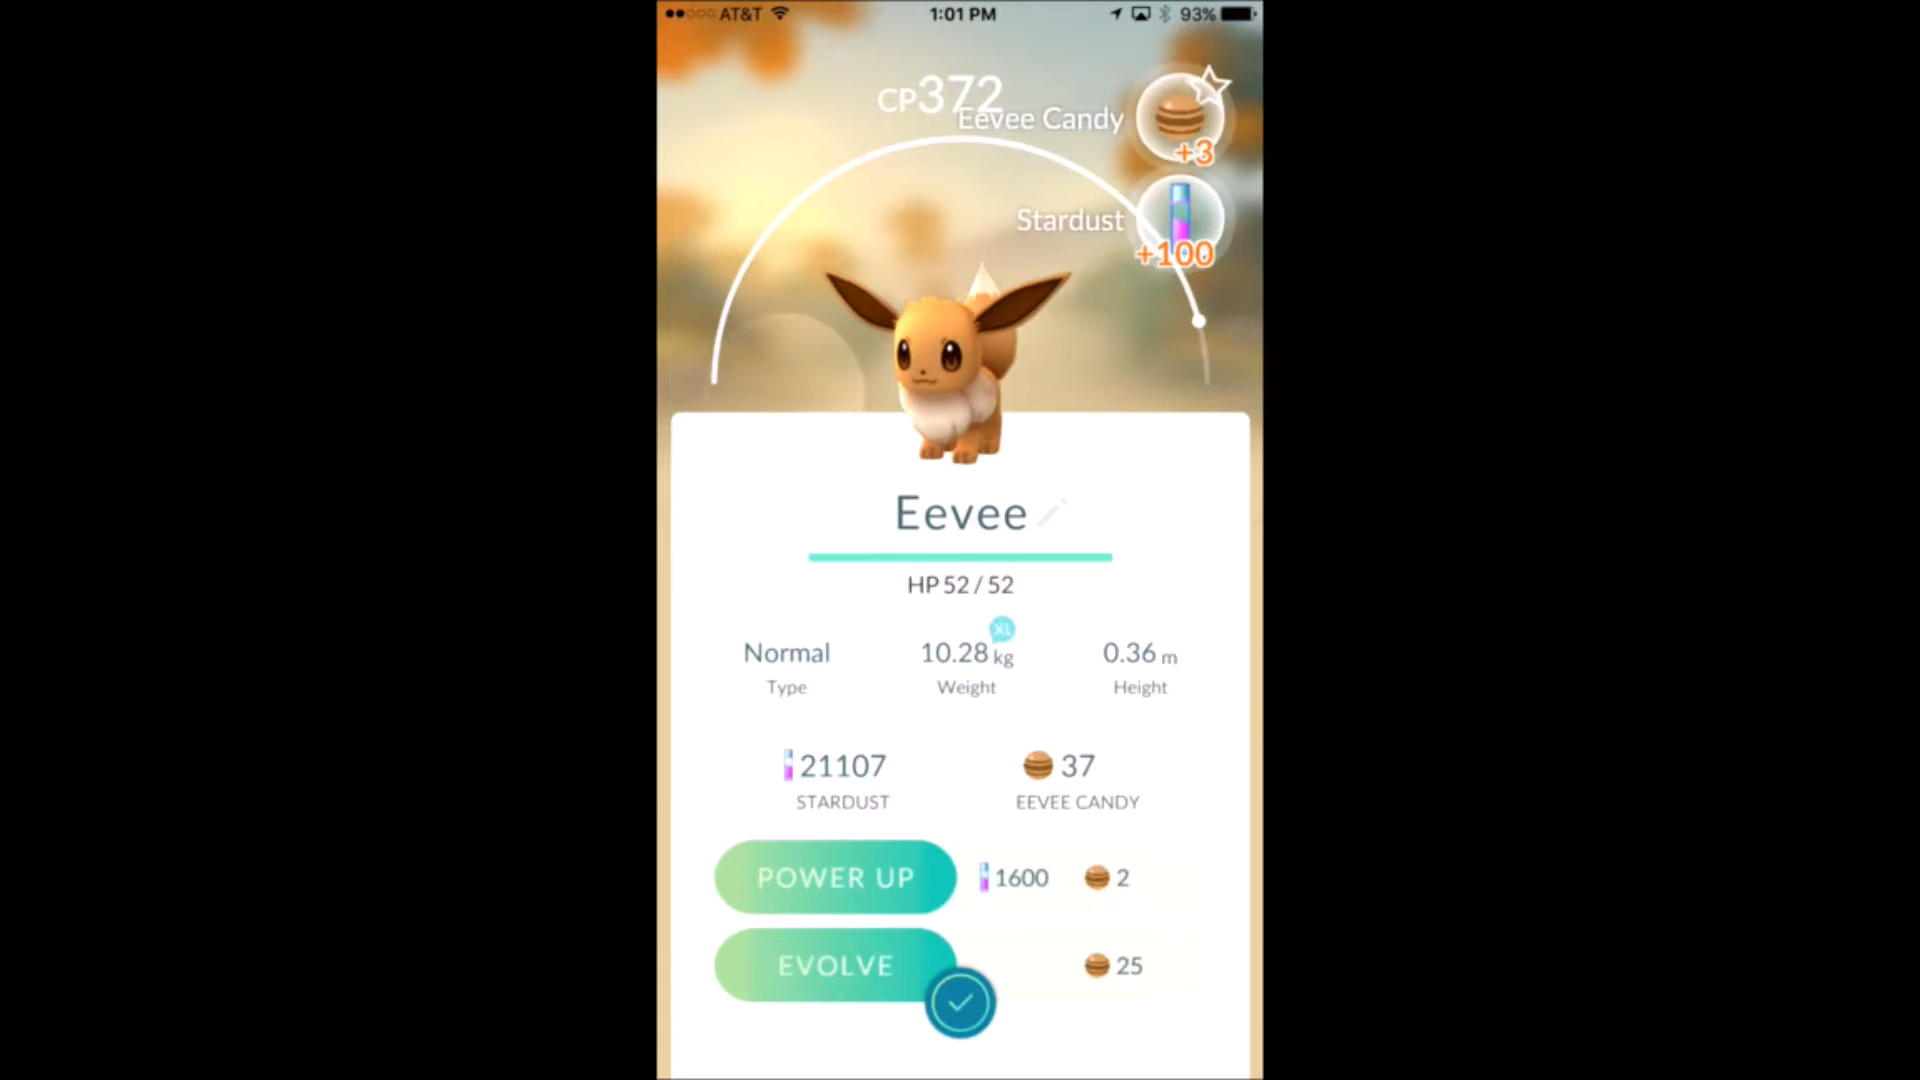 AT&T 1:01 PM 93%
CP372
Eevee Candy
+3
Stardust
+100
Eevee
HP 52 / 52
XL
Normal 10.28 kg 0.36 m
Type Weight Height
21107 37
STARDUST EEVEE CANDY
POWER UP 1600 2
EVOLVE 25